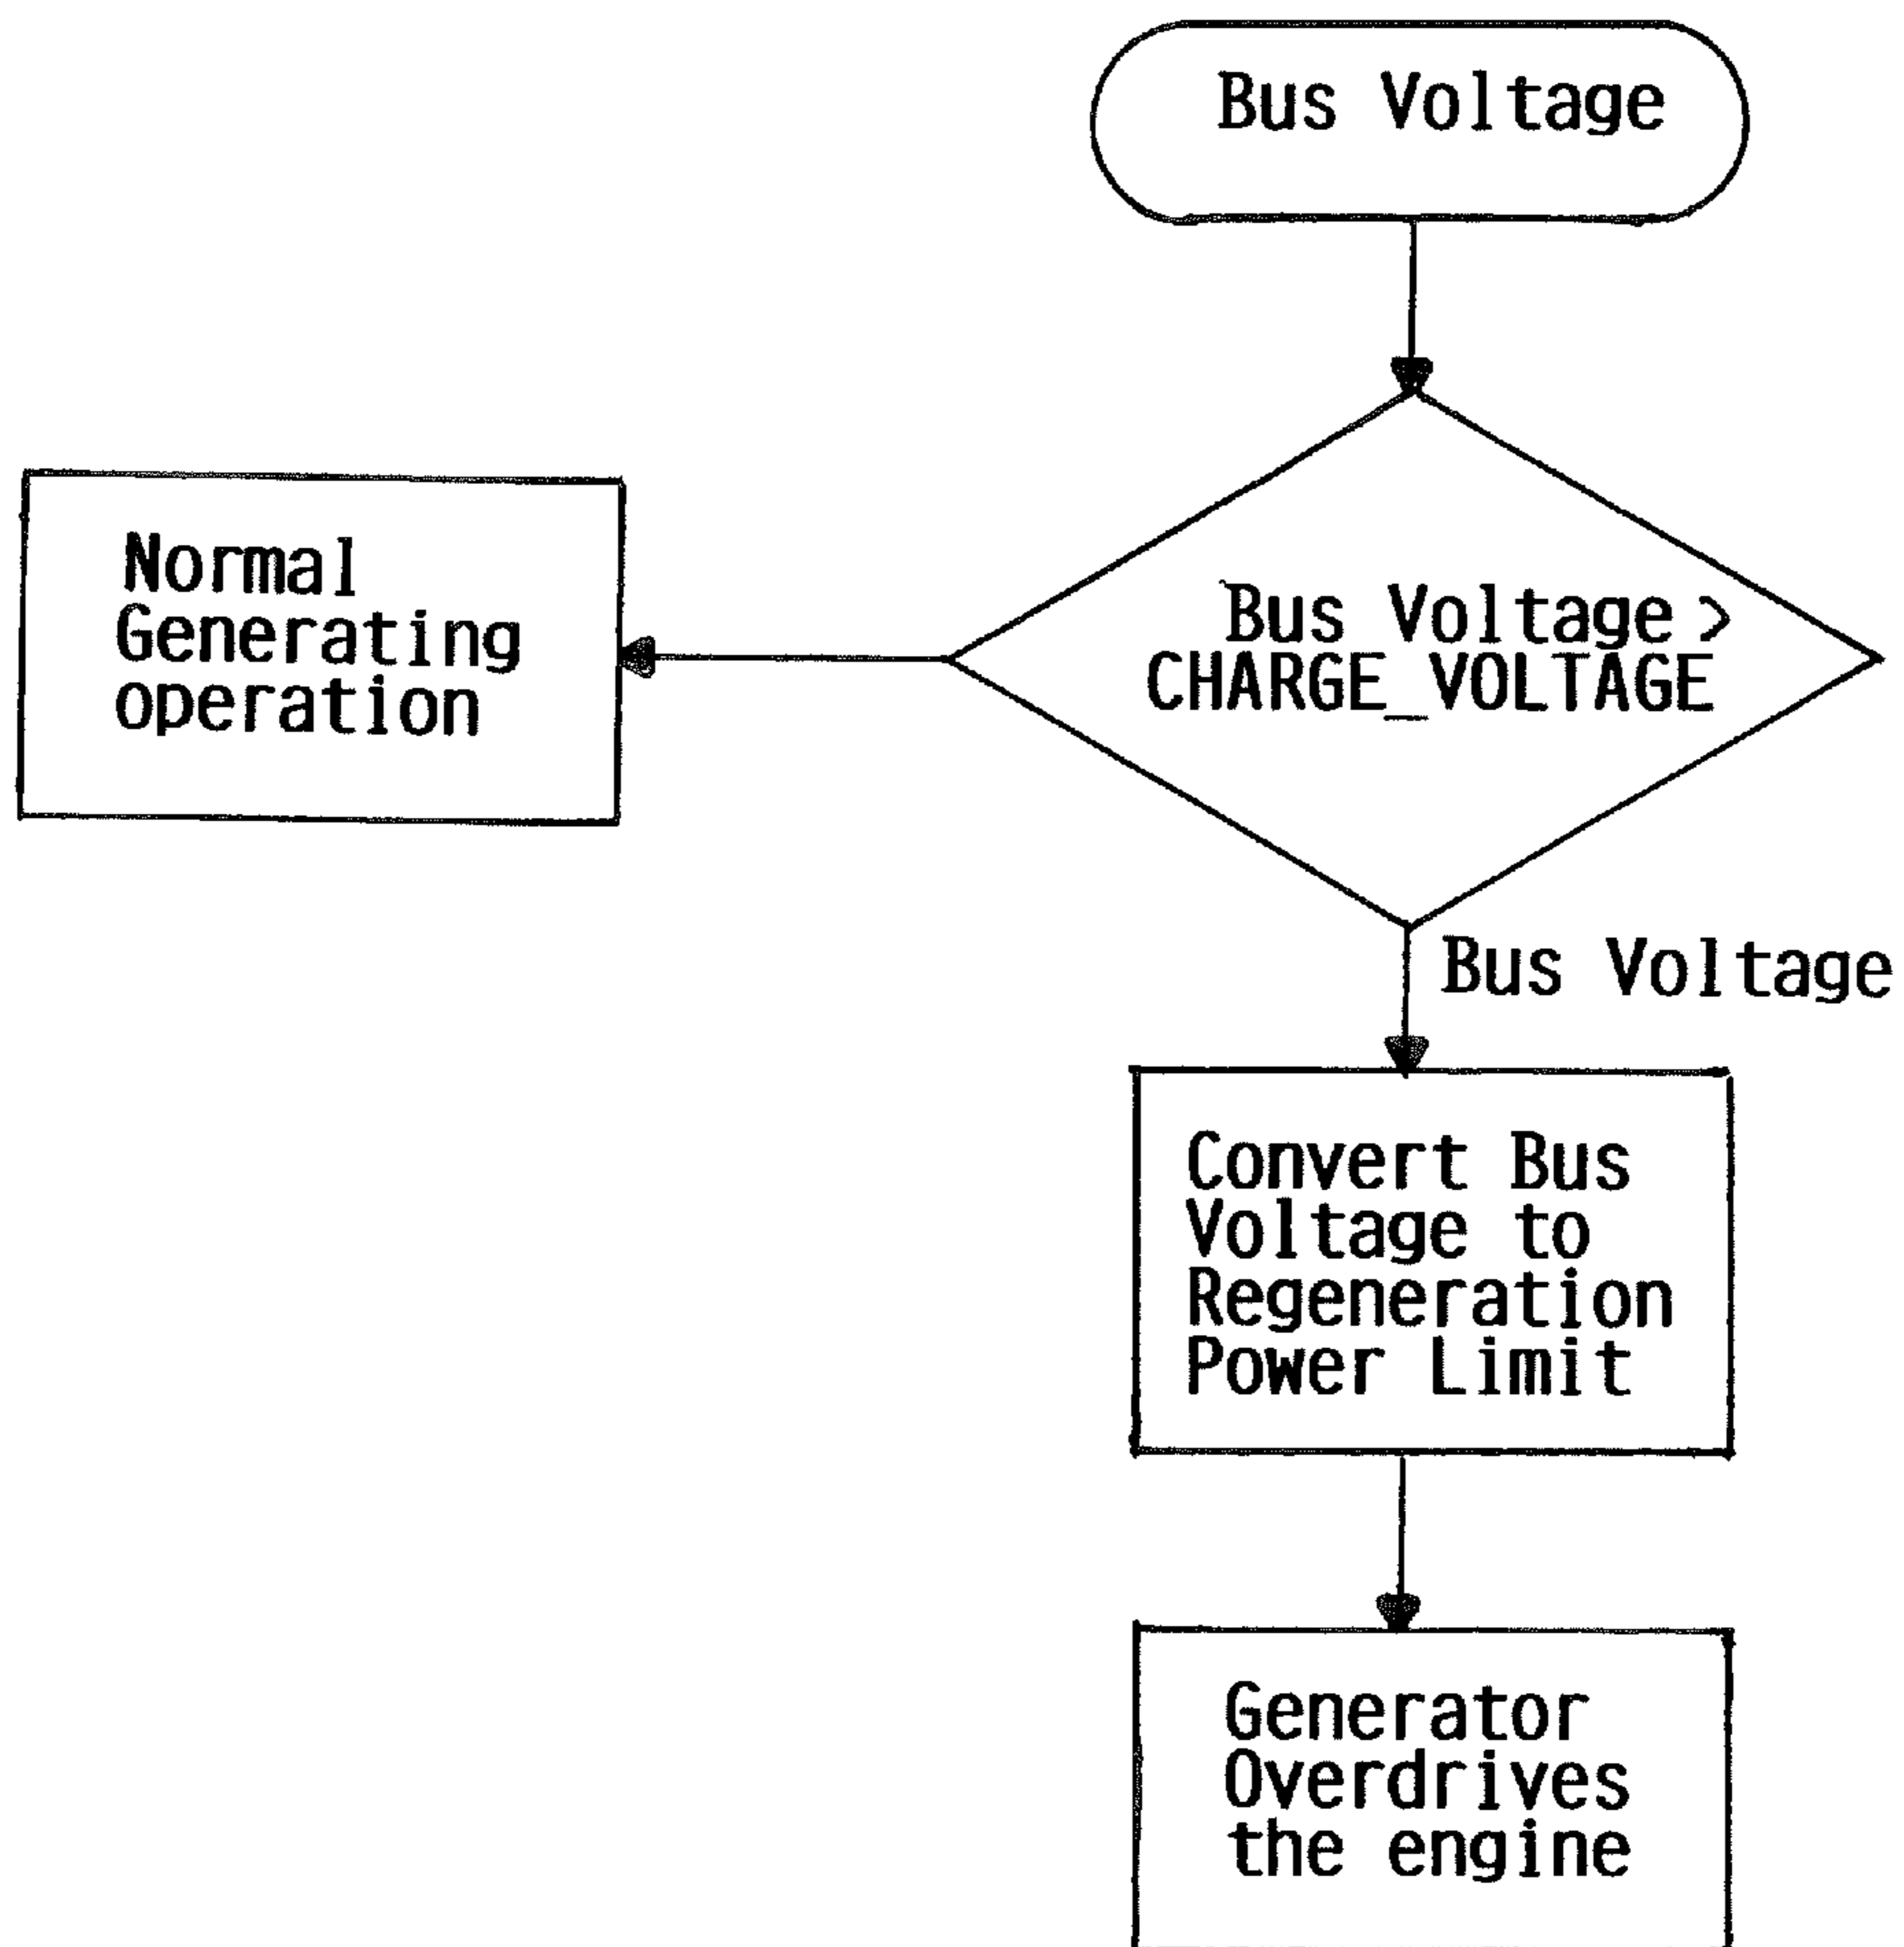 Bus Voltage
Normal
Generating
operation
Bus Voltage >
CHARGE_VOLTAGE
Bus Voltage
Convert Bus
Voltage to
Regeneration
Power Limit
Generator
Overdrives
the engine